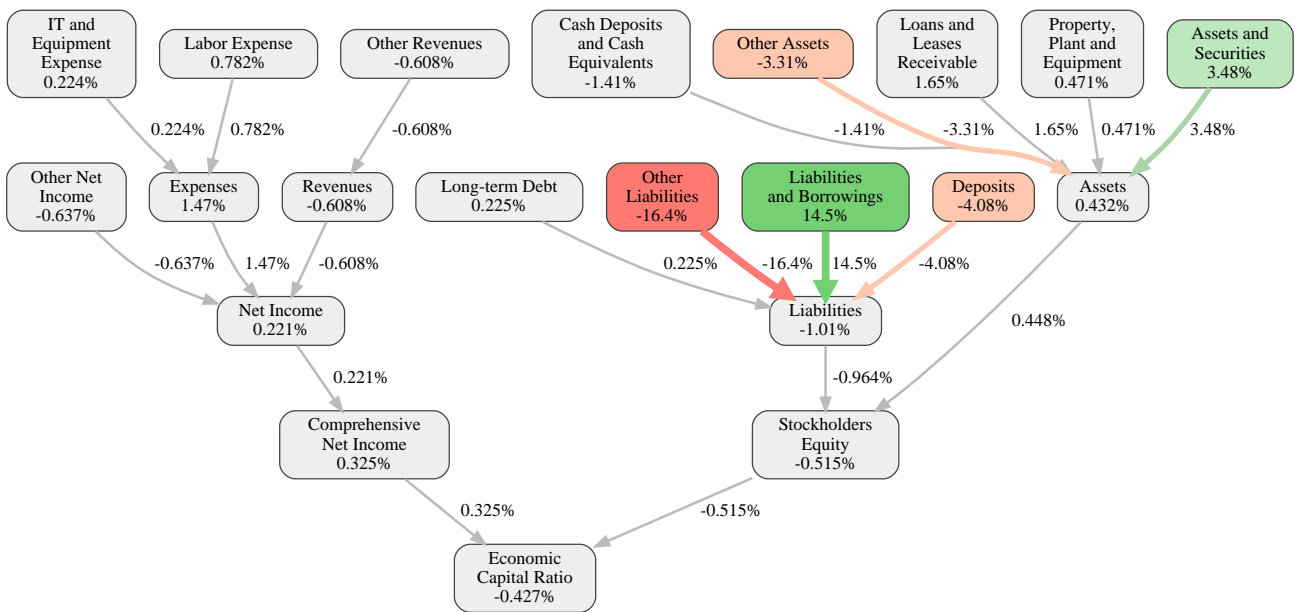 IT and
Equipment
Expense
0.224%
Labor Expense
0.782%
Other Revenues
-0.608%
Cash Deposits
and Cash
Equivalents
-1.41%
Other Assets
-3.31%
Loans and
Leases
Receivable
1.65%
Property,
Plant and
Equipment
0.471%
Assets and
Securities
3.48%
0.224%
0.782%
-0.608%
-1.41%
-3.31%
1.65%
0.471%
3.48%
Other Net
Income
-0.637%
Expenses
1.47%
Revenues
-0.608%
Long-term Debt
0.225%
Other
Liabilities
-16.4%
Liabilities
and Borrowings
14.5%
Deposits
-4.08%
Assets
0.432%
-0.637%
1.47%
-0.608%
0.225%
-16.4%
14.5%
-4.08%
Net Income
0.221%
Liabilities
-1.01%
0.448%
0.221%
-0.964%
Comprehensive
Net Income
0.325%
Stockholders
Equity
-0.515%
0.325%
-0.515%
Economic
Capital Ratio
-0.427%